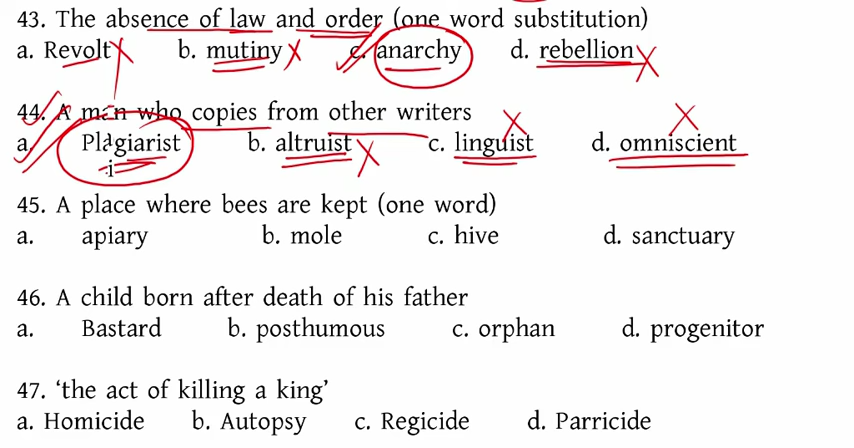 43. The absence of law and order (one word substitution)
a. Revolt b. mutiny c. anarchy d. rebellion
44. A man who copies from other writers
a. Plagiarist b. altruist c. linguist d. omniscient
45. A place where bees are kept (one word)
a. apiary b. mole c. hive d. sanctuary
46. A child born after death of his father
a. Bastard b. posthumous c. orphan d. progenitor
47. ‘the act of killing a king’
a. Homicide b. Autopsy c. Regicide d. Parricide